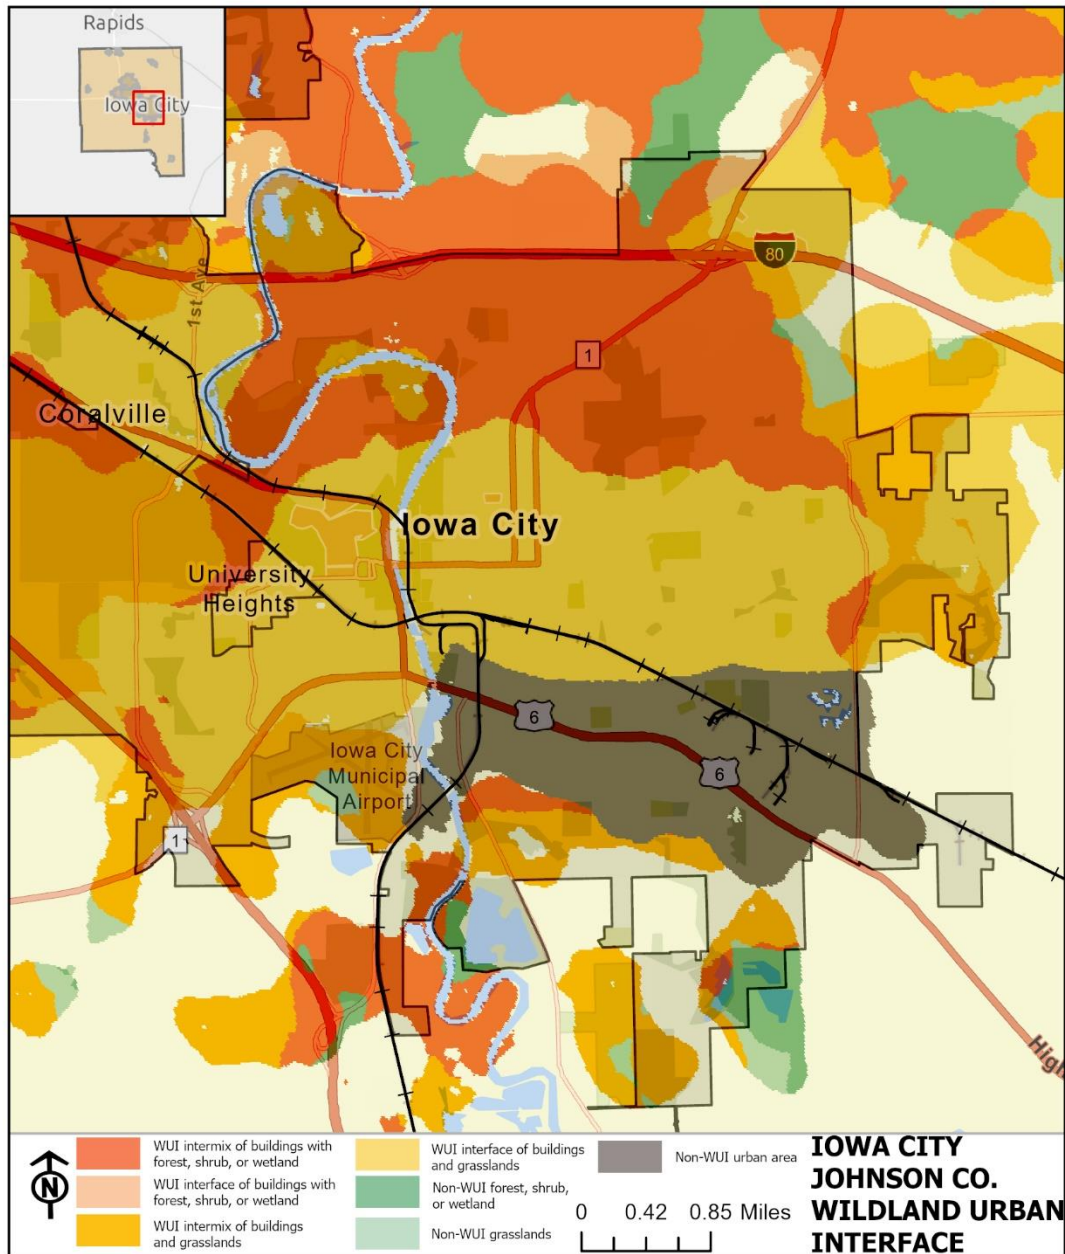 Rapids
Iowa City
80
1st Ave
1
Coralville
Iowa City
University
Heights
6
Iowa City
Municipal
Airport
6
1
High
WUI intermix of buildings with
forest, shrub, or wetland
WUI interface of buildings with
forest, shrub, or wetland
WUI intermix of buildings
and grasslands
WUI interface of buildings
and grasslands
Non-WUI forest, shrub,
or wetland
Non-WUI grasslands
Non-WUI urban area
N
0 0.42 0.85 Miles
IOWA CITY
JOHNSON CO.
WILDLAND URBAN
INTERFACE